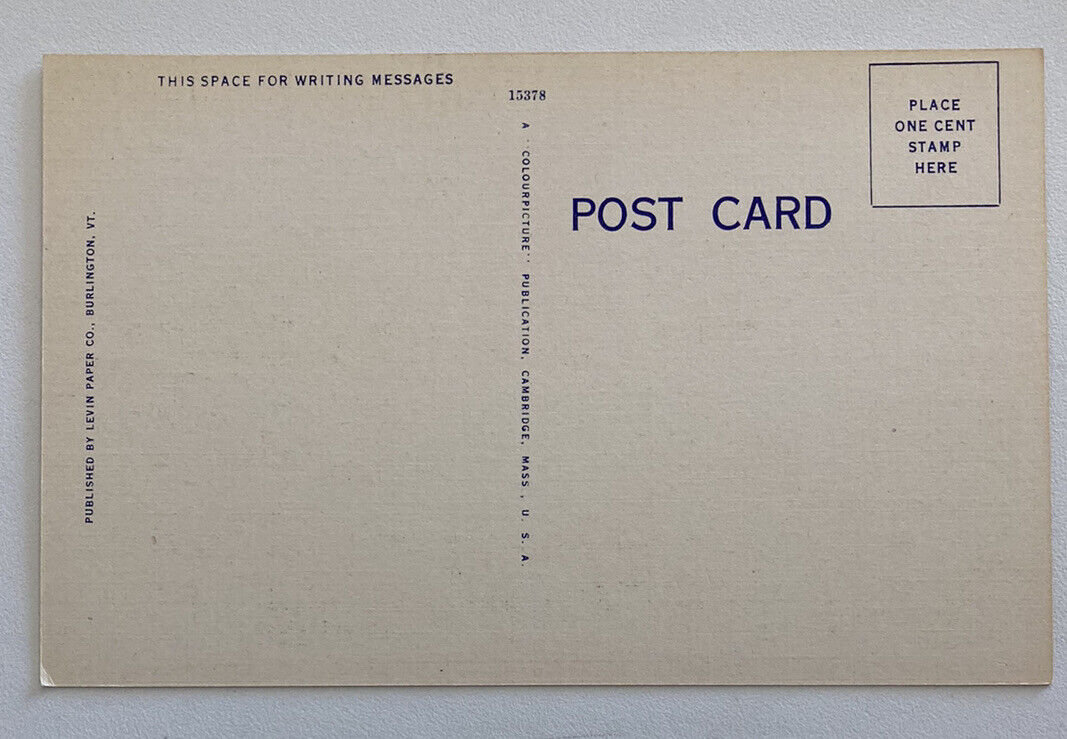 THIS SPACE FOR WRITING MESSAGES
15378
PLACE
ONE CENT
STAMP
HERE
POST CARD
A "COLOURPICTURE" PUBLICATION, CAMBRIDGE, MASS., U. S. A.
PUBLISHED BY LEVIN PAPER CO., BURLINGTON, VT.